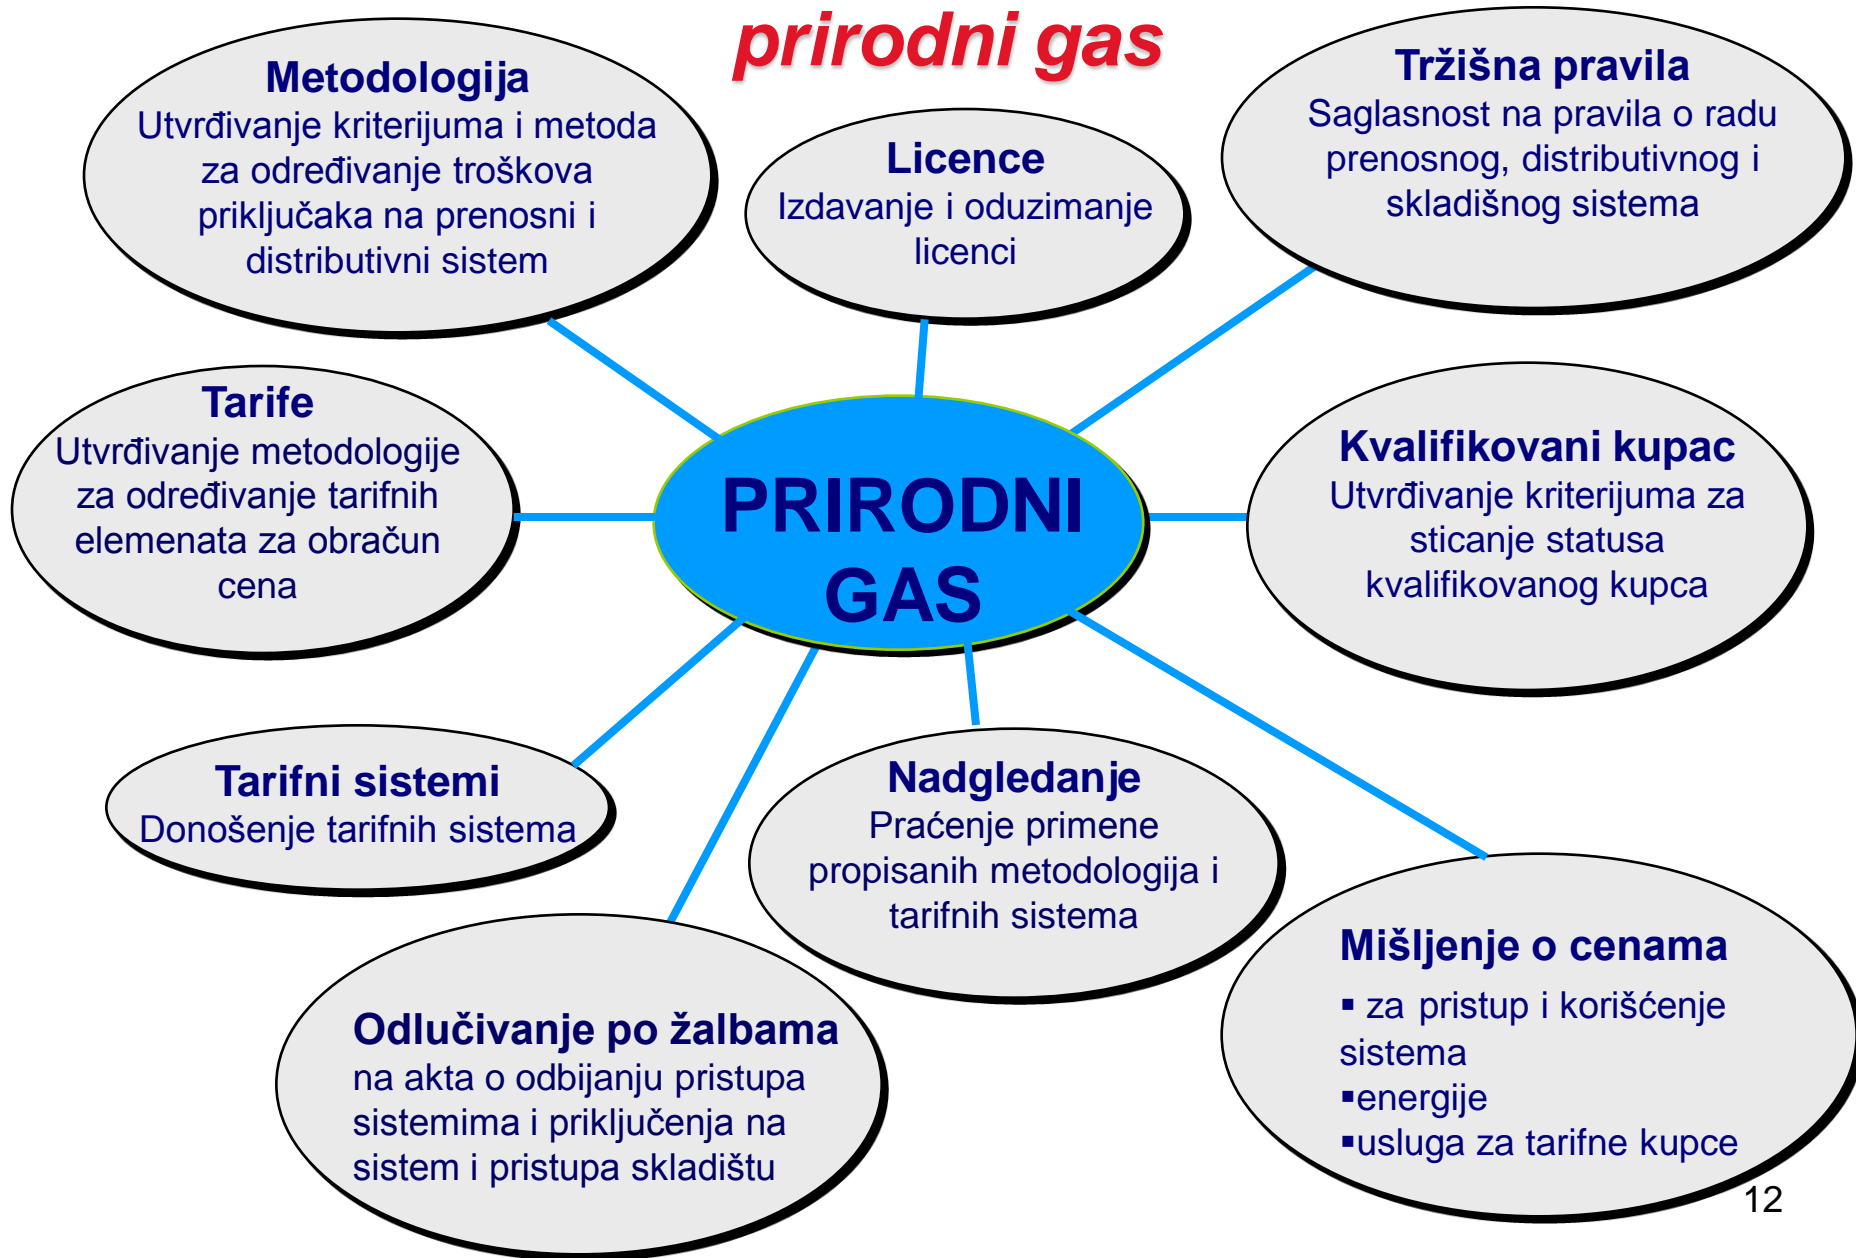 prirodni gas
Metodologija
Utvrđivanje kriterijuma i metoda
za određivanje troškova
priključaka na prenosni i
distributivni sistem
Licence
Izdavanje i oduzimanje
licenci
Tržišna pravila
Saglasnost na pravila o radu
prenosnog, distributivnog i
skladišnog sistema
Tarife
Utvrđivanje metodologije
za određivanje tarifnih
elemenata za obračun
cena
PRIRODNI
GAS
Kvalifikovani kupac
Utvrđivanje kriterijuma za
sticanje statusa
kvalifikovanog kupca
Tarifni sistemi
Donošenje tarifnih sistema
Nadgledanje
Praćenje primene
propisanih metodologija i
tarifnih sistema
Odlučivanje po žalbama
na akta o odbijanju pristupa
sistemima i priključenja na
sistem i pristupa skladištu
Mišljenje o cenama
▪ za pristup i korišćenje
sistema
▪energije
▪usluga za tarifne kupce
12